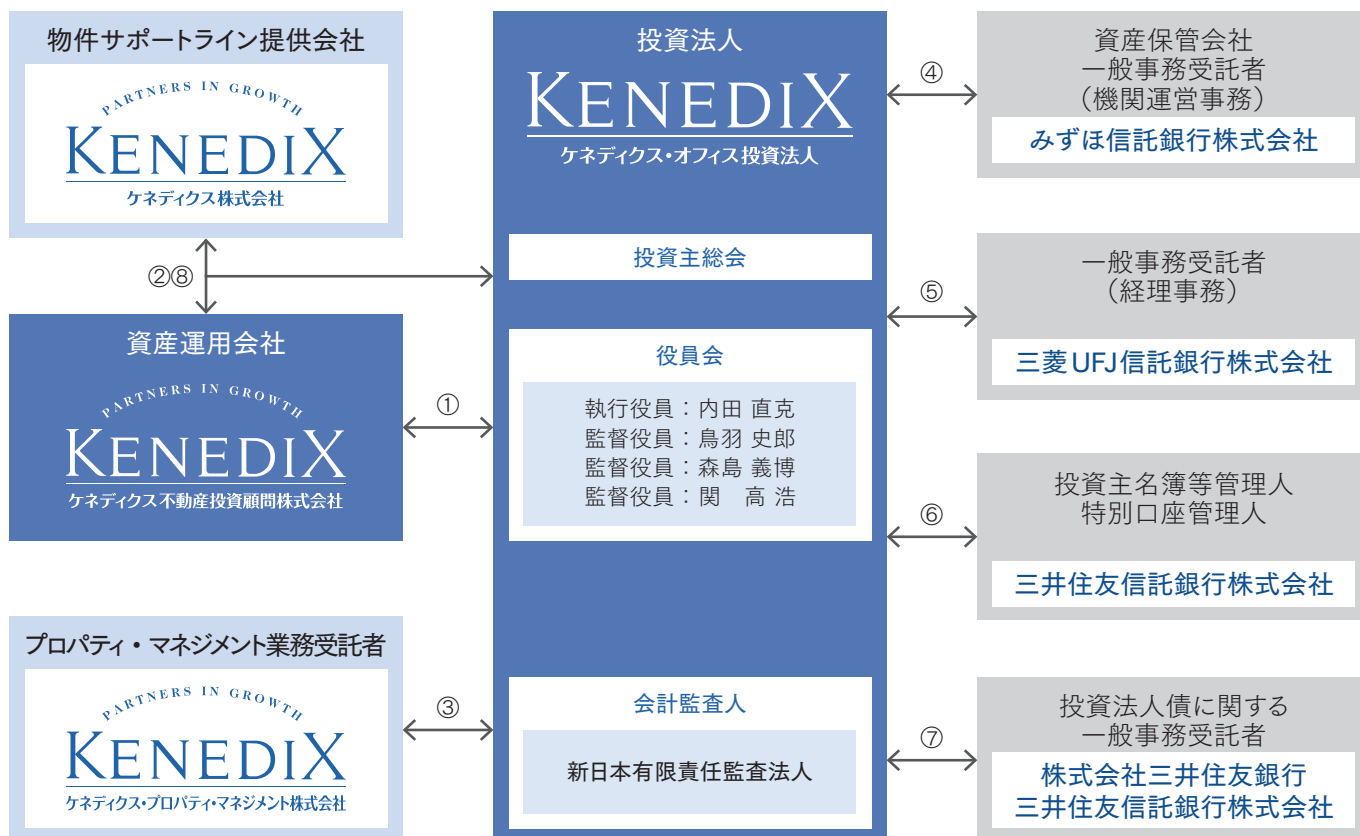 物件サポートライン提供会社
PARTNERS IN GROWTH
KENEDIX
ケネディクス株式会社
②⑧
資産運用会社
PARTNERS IN GROWTH
KENEDIX
ケネディクス不動産投資顧問株式会社
①
プロパティ・マネジメント業務受託者
PARTNERS IN GROWTH
KENEDIX
ケネディクス・プロパティ・マネジメント株式会社
③
投資法人
KENEDIX
ケネディクス・オフィス投資法人
投資主総会
役員会
執行役員：内田 直克
監督役員：鳥羽 史郎
監督役員：森島 義博
監督役員：関 高浩
会計監査人
新日本有限責任監査法人
④
資産保管会社
一般事務受託者
（機関運営事務）
みずほ信託銀行株式会社
⑤
一般事務受託者
（経理事務）
三菱UFJ信託銀行株式会社
⑥
投資主名簿等管理人
特別口座管理人
三井住友信託銀行株式会社
⑦
投資法人債に関する
一般事務受託者
株式会社三井住友銀行
三井住友信託銀行株式会社